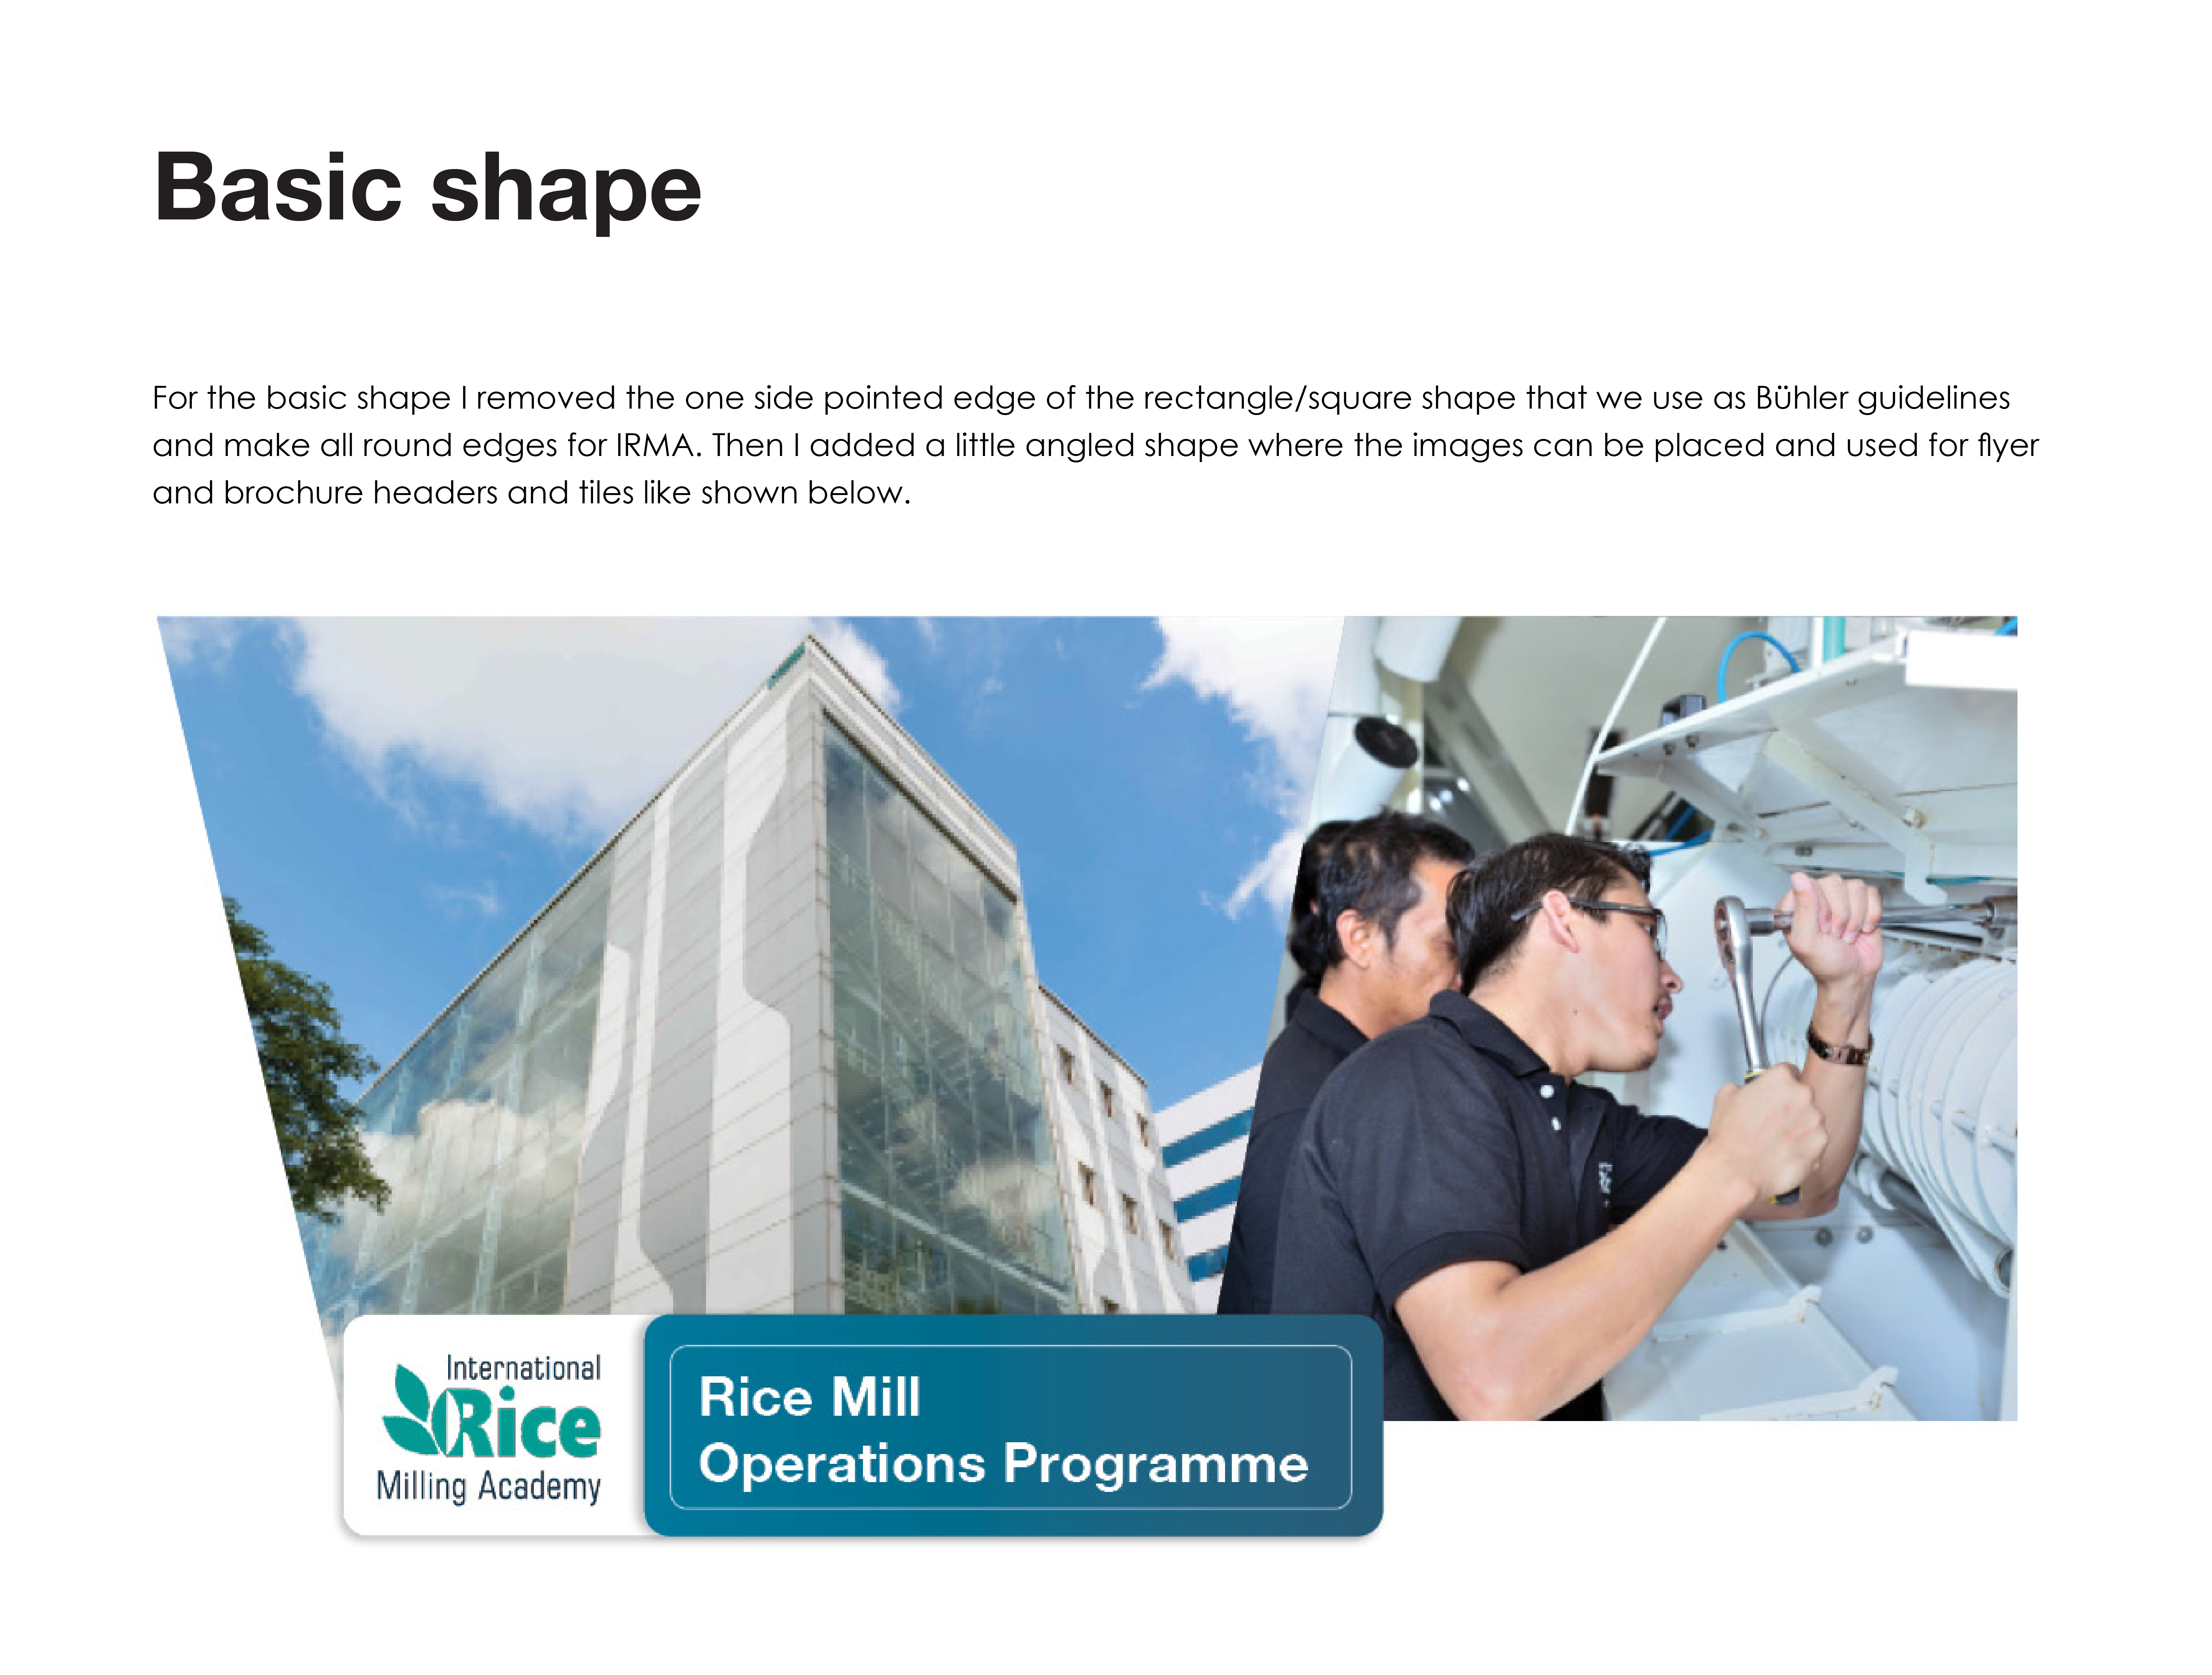 Basic shape
For the basic shape I removed the one side pointed edge of the rectangle/square shape that we use as Bühler guidelines
and make all round edges for IRMA. Then I added a little angled shape where the images can be placed and used for flyer
and brochure headers and tiles like shown below.
International
Rice
Milling Academy
Rice Mill
Operations Programme